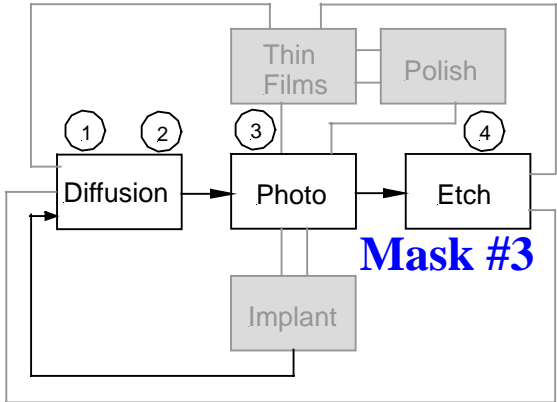 Thin
Films
Polish
1
2
3
4
Diffusion
Photo
Etch
Mask #3
Implant